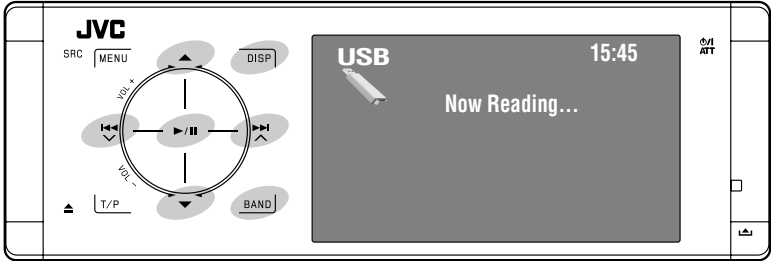 JVC
SRC
MENU
DISP
VOL +
VOL –
T/P
BAND
USB
15:45
Now Reading...
/I
ATT